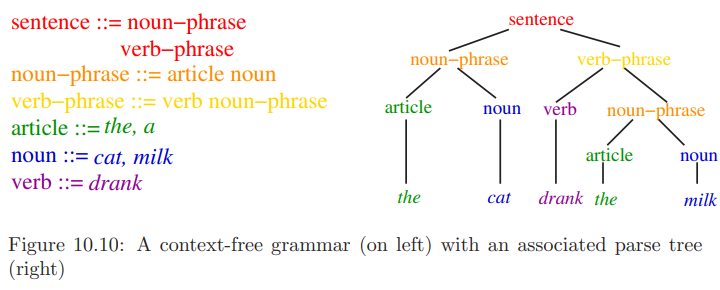 sentence ::= noun−phrase
verb−phrase
noun−phrase ::= article noun
verb−phrase ::= verb noun−phrase
article ::= the, a
noun ::= cat, milk
verb ::= drank
sentence
noun−phrase verb−phrase
article noun verb noun−phrase
article noun
the cat drank the milk
Figure 10.10: A context-free grammar (on left) with an associated parse tree
(right)